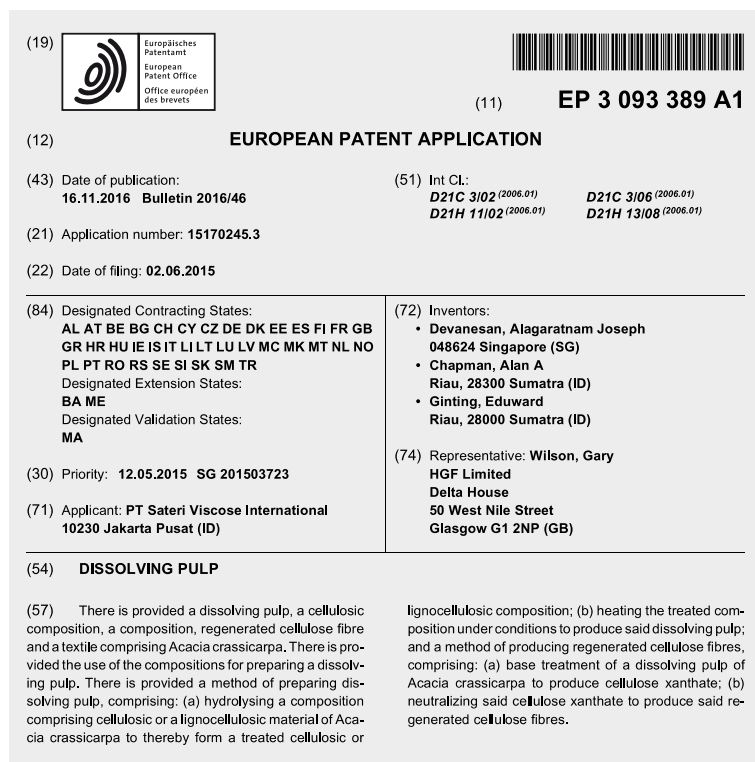 (19)
Europäisches
Patentamt
European
Patent Office
Office européen
des brevets
(11) EP 3 093 389 A1
(12) EUROPEAN PATENT APPLICATION
(43) Date of publication:
16.11.2016 Bulletin 2016/46
(21) Application number: 15170245.3
(22) Date of filing: 02.06.2015
(51) Int Cl.:
D21C 3/02 (2006.01) D21C 3/06 (2006.01)
D21H 11/02 (2006.01) D21H 13/08 (2006.01)
(84) Designated Contracting States:
AL AT BE BG CH CY CZ DE DK EE ES FI FR GB
GR HR HU IE IS IT LI LT LU LV MC MK MT NL NO
PL PT RO RS SE SI SK SM TR
Designated Extension States:
BA ME
Designated Validation States:
MA
(30) Priority: 12.05.2015 SG 201503723
(71) Applicant: PT Sateri Viscose International
10230 Jakarta Pusat (ID)
(72) Inventors:
• Devanesan, Alagaratnam Joseph
048624 Singapore (SG)
• Chapman, Alan A
Riau, 28300 Sumatra (ID)
• Ginting, Eduward
Riau, 28000 Sumatra (ID)
(74) Representative: Wilson, Gary
HGF Limited
Delta House
50 West Nile Street
Glasgow G1 2NP (GB)
(54) DISSOLVING PULP
(57) There is provided a dissolving pulp, a cellulosic
composition, a composition, regenerated cellulose fibre
and a textile comprising Acacia crassicarpa. There is pro-
vided the use of the compositions for preparing a dissolv-
ing pulp. There is provided a method of preparing dis-
solving pulp, comprising: (a) hydrolysing a composition
comprising cellulosic or a lignocellulosic material of Aca-
cia crassicarpa to thereby form a treated cellulosic or
lignocellulosic composition; (b) heating the treated com-
position under conditions to produce said dissolving pulp;
and a method of producing regenerated cellulose fibres,
comprising: (a) base treatment of a dissolving pulp of
Acacia crassicarpa to produce cellulose xanthate; (b)
neutralizing said cellulose xanthate to produce said re-
generated cellulose fibres.